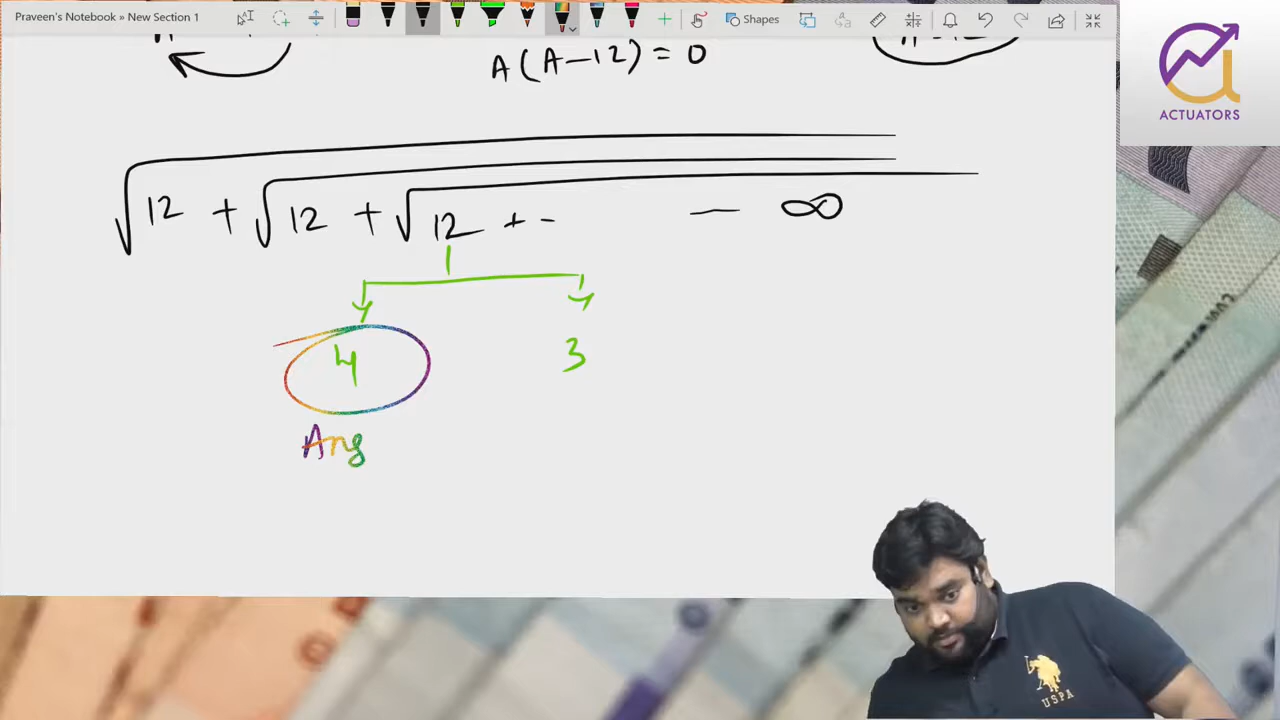 Praveen's Notebook » New Section 1
Shapes
ACTUATORS
A(A-12) = 0
√12 + √12 + √12 + - — ∞
4 3
Ans
USPA